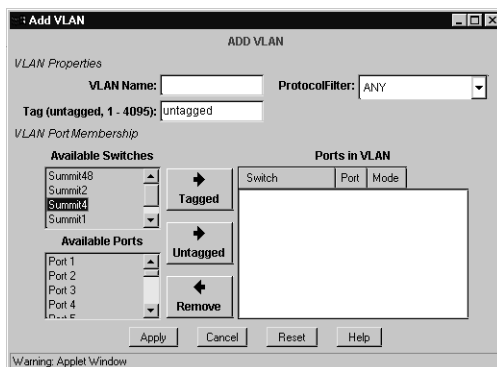 Add VLAN
ADD VLAN
VLAN Properties
VLAN Name:
ProtocolFilter: ANY
Tag (untagged, 1 - 4095): untagged
VLAN Port Membership
Available Switches
Summit48
Summit2
Summit4
Summit1
Available Ports
Port 1
Port 2
Port 3
Port 4
Port 5
Tagged
Untagged
Remove
Ports in VLAN
Switch Port Mode
Apply Cancel Reset Help
Warning: Applet Window